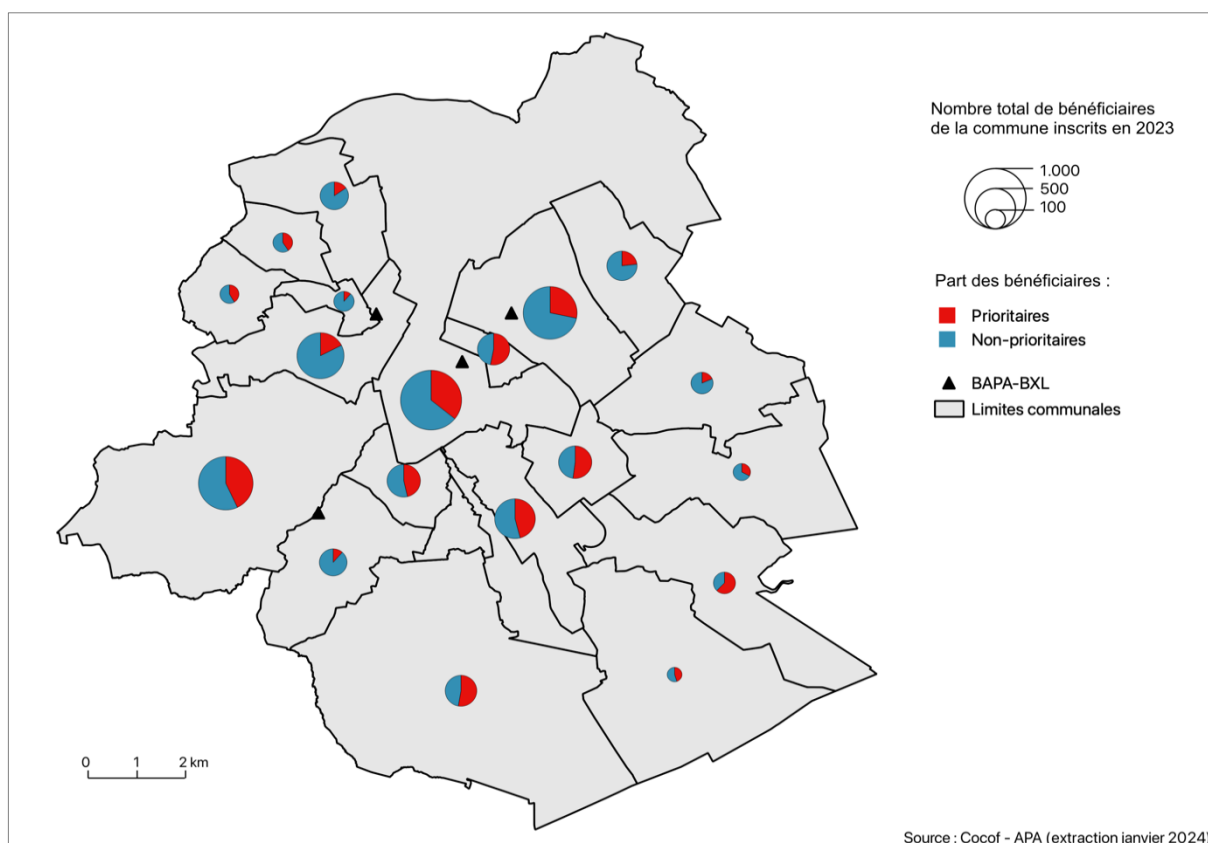 Nombre total de bénéficiaires
de la commune inscrits en 2023
1.000
500
100
Part des bénéficiaires :
Prioritaires
Non-prioritaires
BAPA-BXL
Limites communales
0 1 2 km
Source : Cocof - APA (extraction janvier 2024)